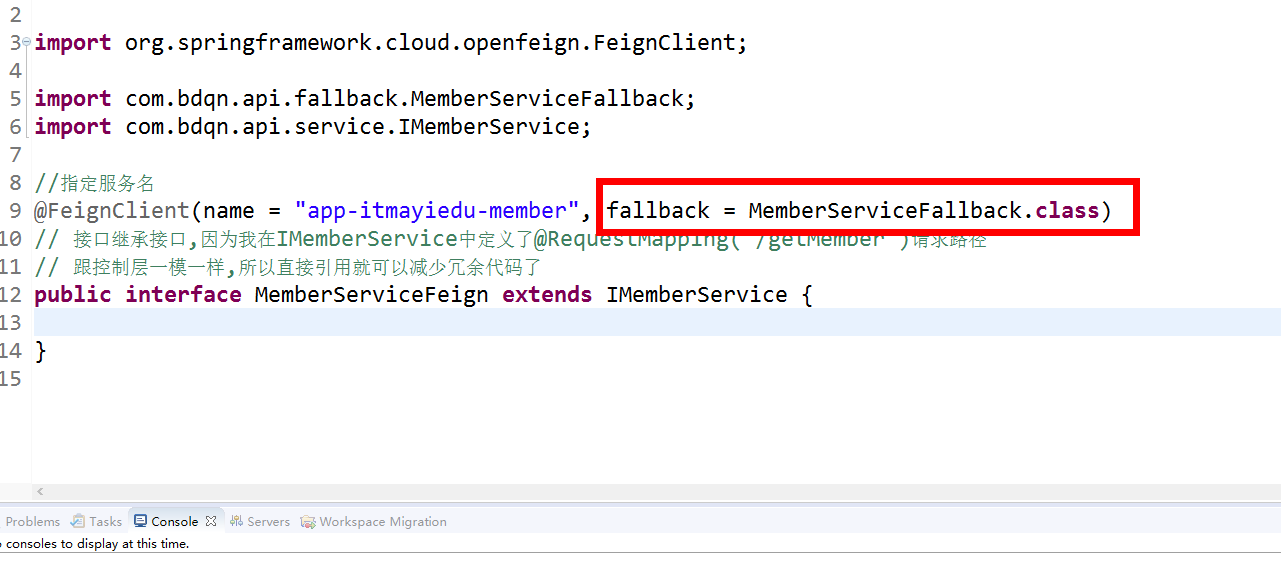 2
3 import org.springframework.cloud.openfeign.FeignClient;
4
5 import com.bdqn.api.fallback.MemberServiceFallback;
6 import com.bdqn.api.service.IMemberService;
7
8 //指定服务名
9 @FeignClient(name = "app-itmayiedu-member", fallback = MemberServiceFallback.class)
10 // 接口继承接口,因为我在IMemberService中定义了@RequestMapping("/getMember")请求路径
11 // 跟控制层一模一样,所以直接引用就可以减少冗余代码了
12 public interface MemberServiceFeign extends IMemberService {
13
14 }
15
Problems Tasks Console Servers Workspace Migration
consoles to display at this time.